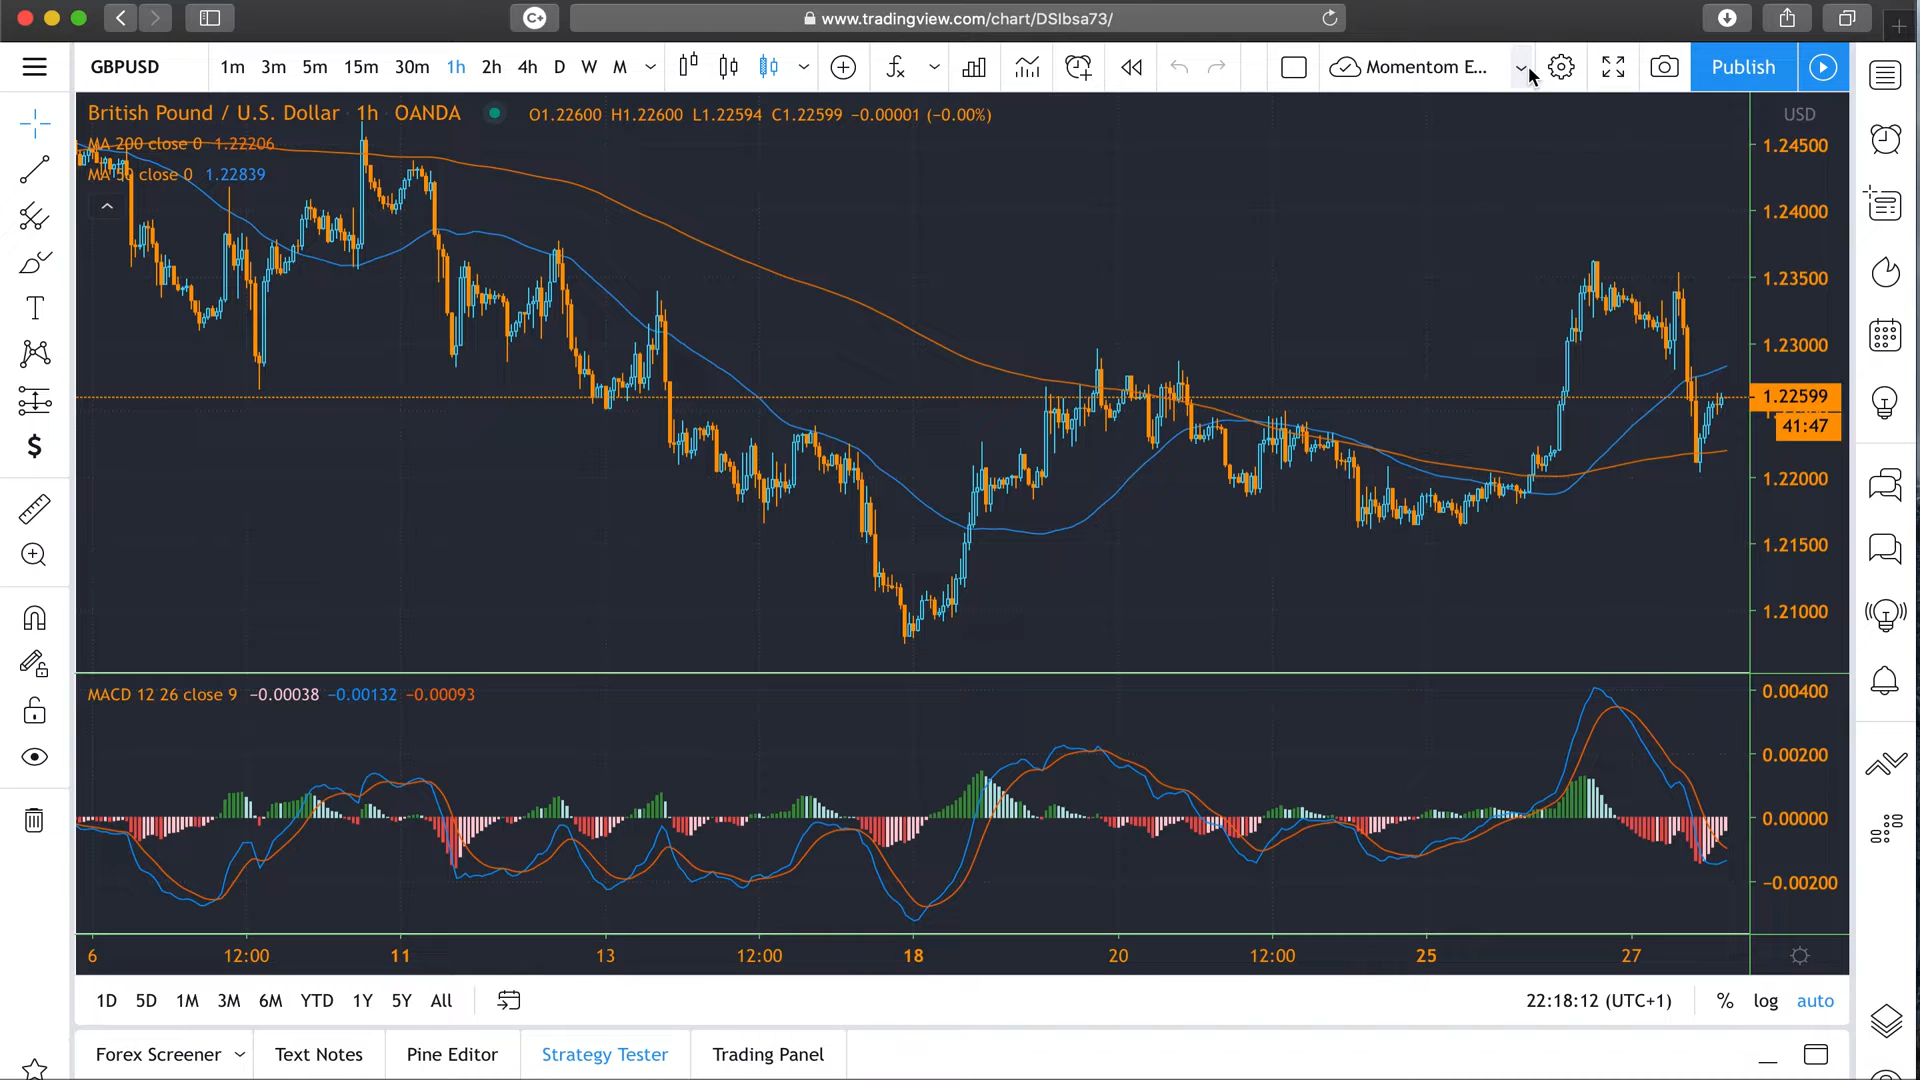 www.tradingview.com/chart/DSIbsa73/
GBPUSD 1m 3m 5m 15m 30m 1h 2h 4h D W M Momentom E... Publish
British Pound / U.S. Dollar 1h OANDA O1.22600 H1.22600 L1.22594 C1.22599 −0.00001 (−0.00%)
USD
MA 200 close 0 1.22206
MA 50 close 0 1.22839
1.24500
1.24000
1.23500
1.23000
1.22599
41:47
1.22000
1.21500
1.21000
MACD 12 26 close 9 −0.00038 −0.00132 −0.00093
0.00400
0.00200
0.00000
−0.00200
6 12:00 11 13 12:00 18 20 12:00 25 27
1D 5D 1M 3M 6M YTD 1Y 5Y All 22:18:12 (UTC+1) % log auto
Forex Screener Text Notes Pine Editor Strategy Tester Trading Panel